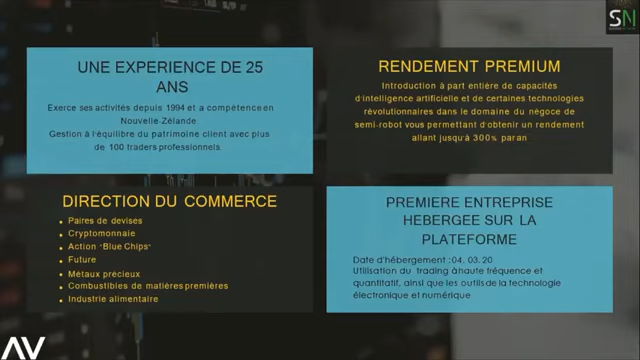 SN
UNE EXPERIENCE DE 25
ANS
Exerce ses activités depuis 1994 et a compétence en
Nouvelle-Zélande.
Gestion à l'équilibre du patrimoine client avec plus
de 100 traders professionnels.
RENDEMENT PREMIUM
Introduction à part entière de capacités
d'intelligence artificielle et de certaines technologies
révolutionnaires dans le domaine du négoce de
semi-robot vous permettant d'obtenir un rendement
allant jusqu'à 300% par an
DIRECTION DU COMMERCE
• Paires de devises
• Cryptomonnaie
• Action "Blue Chips"
• Future
• Métaux précieux
• Combustibles de matières premières
• Industrie alimentaire
PREMIERE ENTREPRISE
HEBERGEE SUR LA
PLATEFORME
Date d'hébergement : 04. 03. 20
Utilisation du trading à haute fréquence et
quantitatif, ainsi que les outils de la technologie
électronique et numérique
AV